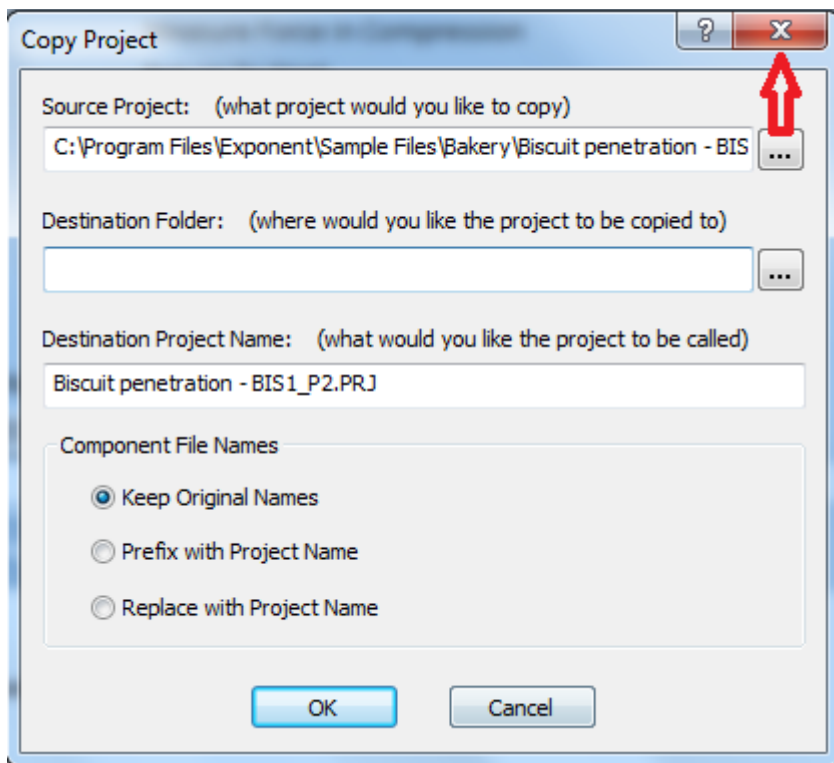 Copy Project
?
Source Project: (what project would you like to copy)
C:\Program Files\Exponent\Sample Files\Bakery\Biscuit penetration - BIS
...
Destination Folder: (where would you like the project to be copied to)
...
Destination Project Name: (what would you like the project to be called)
Biscuit penetration - BIS1_P2.PRJ
Component File Names
Keep Original Names
Prefix with Project Name
Replace with Project Name
OK Cancel